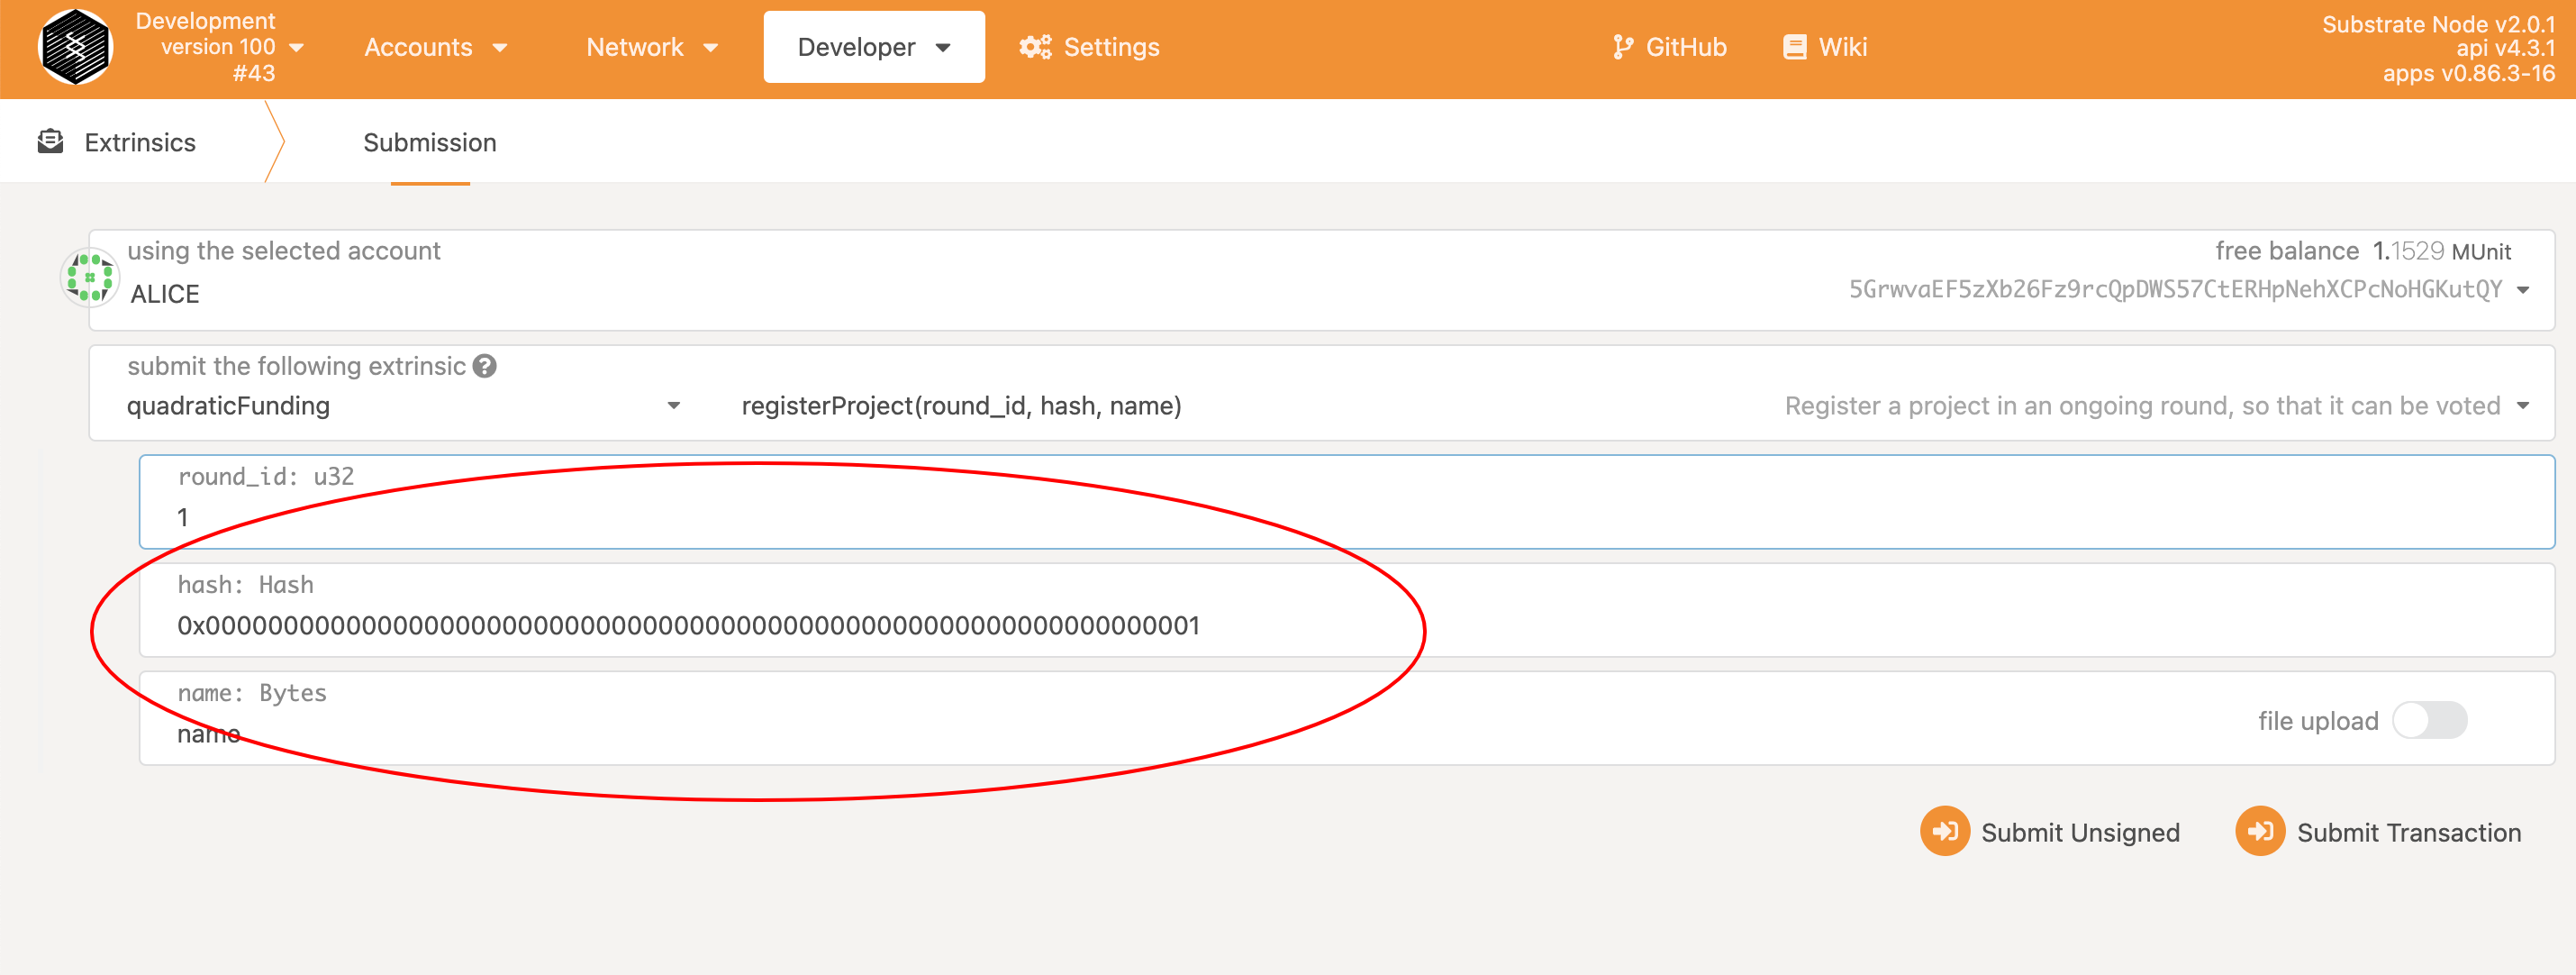 Development
version 100
#43
Accounts
Network
Developer
Settings
GitHub
Wiki
Substrate Node v2.0.1
api v4.3.1
apps v0.86.3-16
Extrinsics
Submission
using the selected account
ALICE
free balance 1.1529 MUnit
5GrwvaEF5zXb26Fz9rcQpDWS57CtERHpNehXCPcNoHGKutQY
submit the following extrinsic
quadraticFunding
registerProject(round_id, hash, name)
Register a project in an ongoing round, so that it can be voted
round_id: u32
1
hash: Hash
0x0000000000000000000000000000000000000000000000000000000000000001
name: Bytes
name
file upload
Submit Unsigned
Submit Transaction